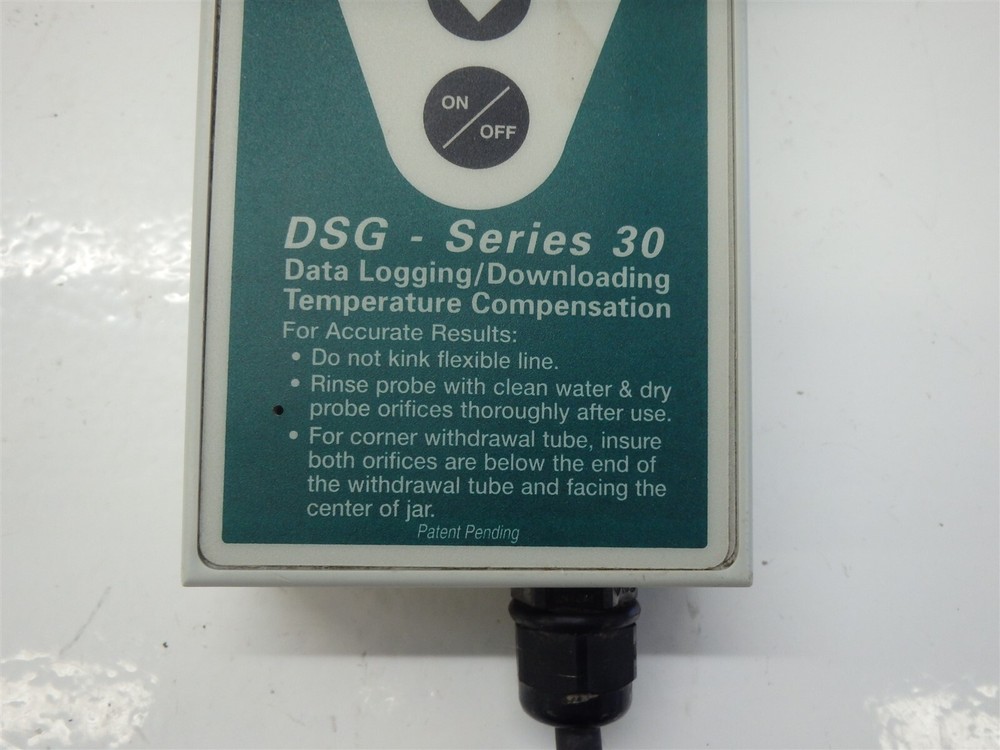 ON
OFF
DSG - Series 30
Data Logging/Downloading
Temperature Compensation
For Accurate Results:
• Do not kink flexible line.
• Rinse probe with clean water & dry
probe orifices thoroughly after use.
• For corner withdrawal tube, insure
both orifices are below the end of
the withdrawal tube and facing the
center of jar.
Patent Pending